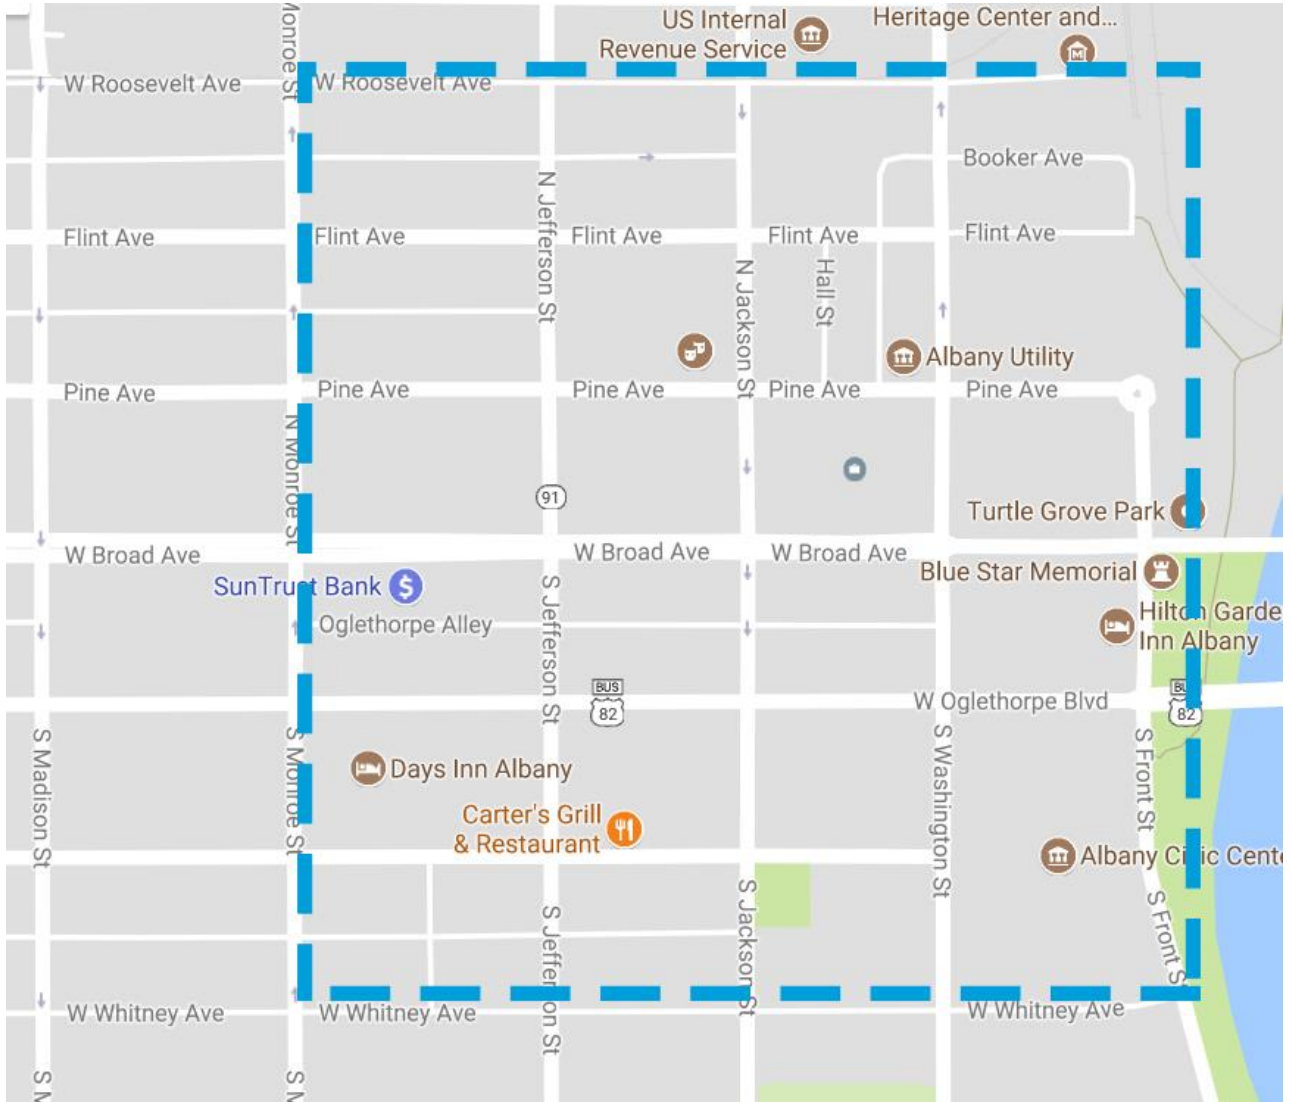 US Internal
Revenue Service
Heritage Center and...
Monroe St
W Roosevelt Ave
W Roosevelt Ave
Booker Ave
N Jefferson St
Flint Ave
Flint Ave
Flint Ave
Flint Ave
Flint Ave
Hall St
N Jackson St
Albany Utility
Pine Ave
Pine Ave
Pine Ave
Pine Ave
Pine Ave
N Monroe St
91
Turtle Grove Park
W Broad Ave
W Broad Ave
W Broad Ave
Blue Star Memorial
SunTrust Bank
$
Hilton Garde
Inn Albany
Oglethorpe Alley
S Jefferson St
BUS
82
W Oglethorpe Blvd
BU
82
S Madison St
S Monroe St
S Washington St
S Front St
Days Inn Albany
Carter's Grill
& Restaurant
Albany Civic Cente
S Jefferson St
S Jackson St
S Front S
W Whitney Ave
W Whitney Ave
W Whitney Ave
S M
S M